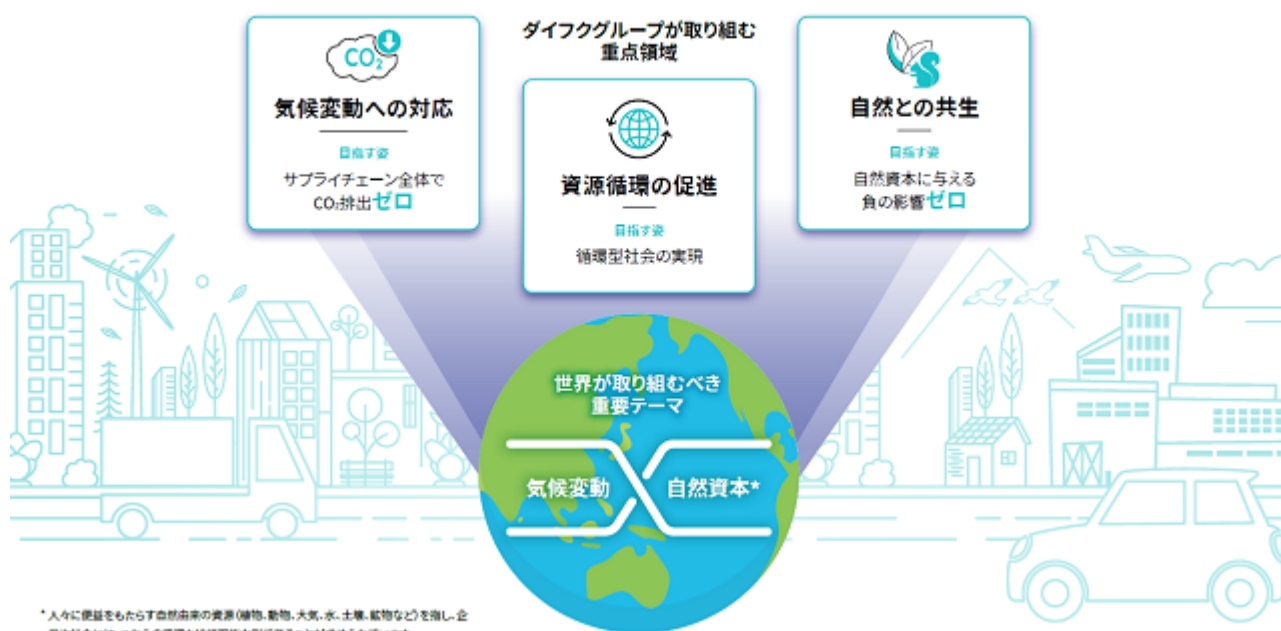 ダイフクグループが取り組む
重点領域
CO₂
気候変動への対応
目指す姿
サプライチェーン全体で
CO₂排出ゼロ
資源循環の促進
目指す姿
循環型社会の実現
自然との共生
目指す姿
自然資本に与える
負の影響ゼロ
世界が取り組むべき
重要テーマ
気候変動
自然資本*
* 人々に便益をもたらす自然由来の資源(植物、動物、大気、水、土壌、鉱物など)を指し、企